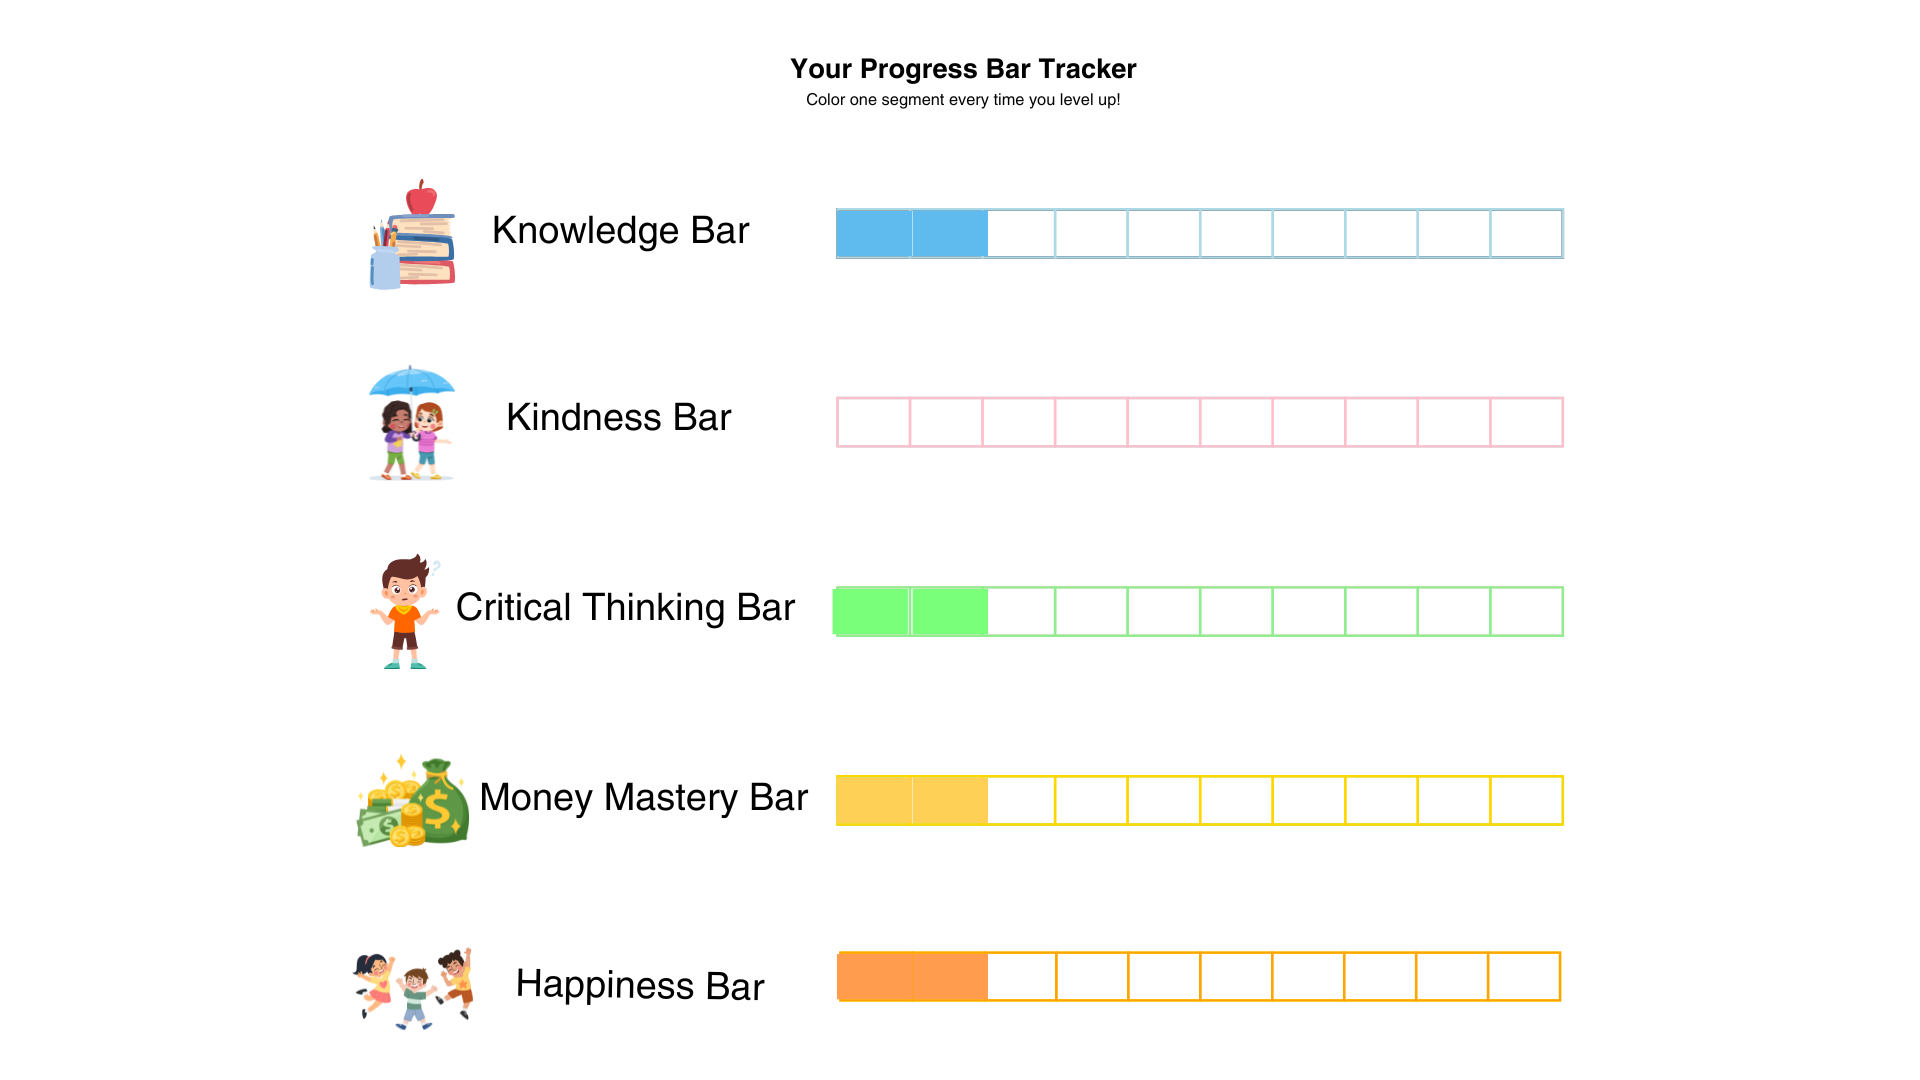 Your Progress Bar Tracker
Color one segment every time you level up!
Knowledge Bar
Kindness Bar
?
Critical Thinking Bar
$
$
Money Mastery Bar
Happiness Bar